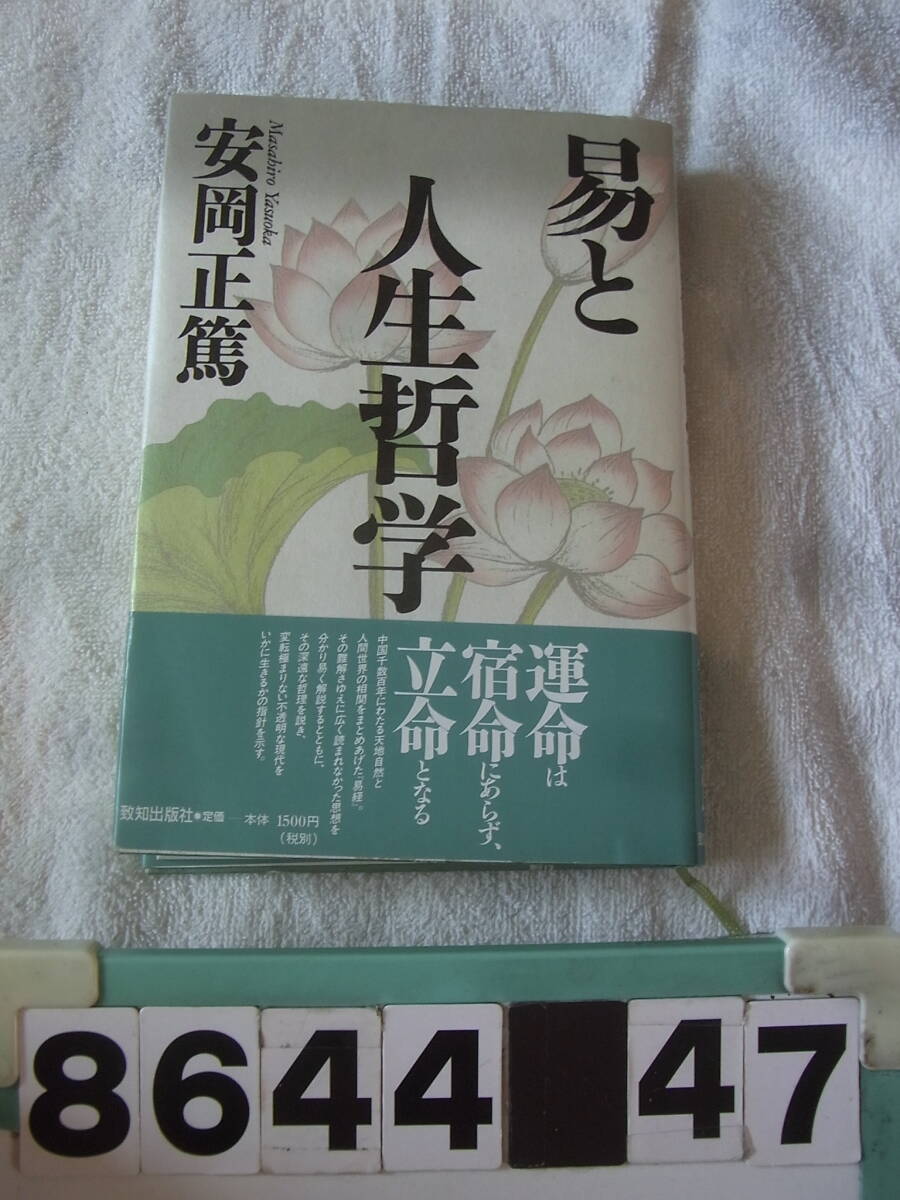 易と
人生哲学
Masahiro Yasuoka
安岡正篤
運命は
宿命にあらず、
立命となる
中国千数百年にわたる天地自然と
人間世界の相関をまとめあげた『易経』。
その難解さゆえに広く読まれなかった思想を
分かり易く解説するとともに、
その深遠な哲理を説き、
変転極まりない不透明な現代を
いかに生きるかの指針を示す。
致知出版社●定価―本体 1500円
(税別)
8644 47